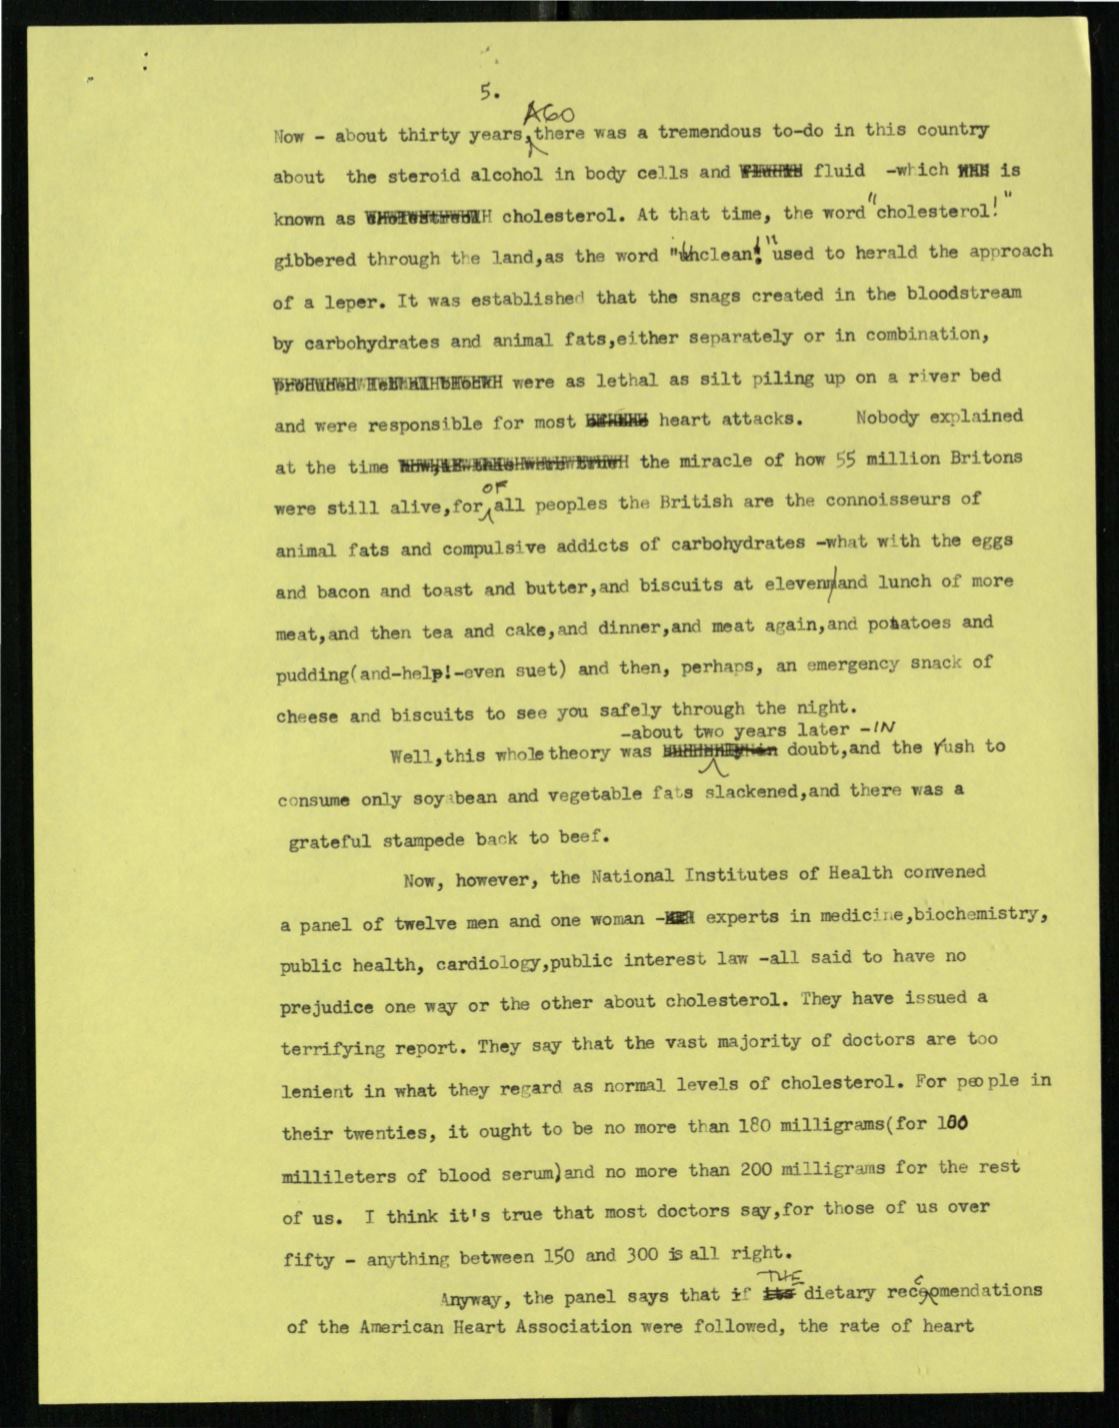 5.
AGO
Now - about thirty years, there was a tremendous to-do in this country
about the steroid alcohol in body cells and fluid -which is
known as cholesterol. At that time, the word "cholesterol!"
gibbered through the land,as the word "unclean!" used to herald the approach
of a leper. It was established that the snags created in the bloodstream
by carbohydrates and animal fats,either separately or in combination,
were as lethal as silt piling up on a river bed
and were responsible for most heart attacks. Nobody explained
at the time the miracle of how 55 million Britons
OF
were still alive,for all peoples the British are the connoisseurs of
animal fats and compulsive addicts of carbohydrates -what with the eggs
and bacon and toast and butter,and biscuits at eleven and lunch of more
meat,and then tea and cake,and dinner,and meat again,and potatoes and
pudding(and-help!-even suet) and then, perhaps, an emergency snack of
cheese and biscuits to see you safely through the night.
-about two years later -IN
Well,this whole theory was doubt,and the rush to
consume only soyabean and vegetable fats slackened,and there was a
grateful stampede back to beef.
Now, however, the National Institutes of Health convened
a panel of twelve men and one woman - experts in medicine,biochemistry,
public health, cardiology,public interest law -all said to have no
prejudice one way or the other about cholesterol. They have issued a
terrifying report. They say that the vast majority of doctors are too
lenient in what they regard as normal levels of cholesterol. For people in
their twenties, it ought to be no more than 180 milligrams(for 100
millileters of blood serum)and no more than 200 milligrams for the rest
of us. I think it's true that most doctors say,for those of us over
fifty - anything between 150 and 300 is all right.
THE
Anyway, the panel says that if dietary reccomendations
of the American Heart Association were followed, the rate of heart